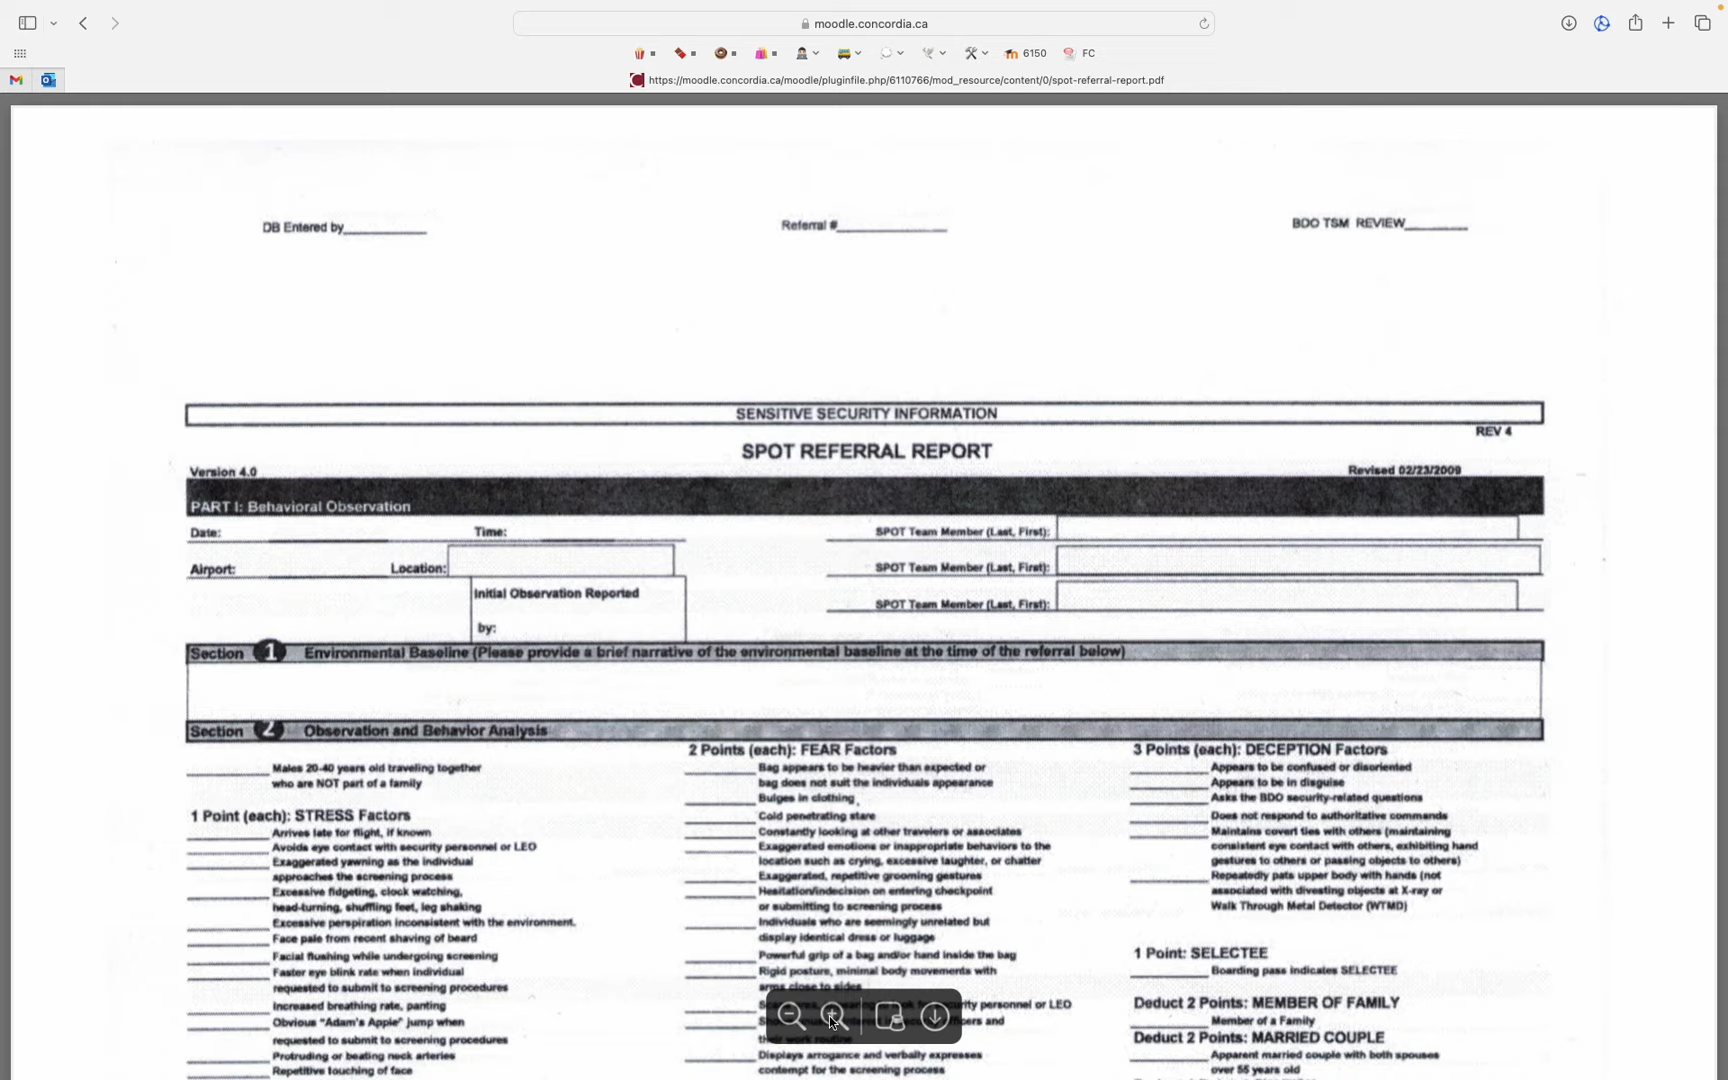 moodle.concordia.ca
6150
FC
https://moodle.concordia.ca/moodle/pluginfile.php/6110766/mod_resource/content/0/spot-referral-report.pdf
DB Entered by
Referral #
BDO TSM REVIEW
SENSITIVE SECURITY INFORMATION
REV 4
SPOT REFERRAL REPORT
Version 4.0
Revised 02/23/2009
PART I: Behavioral Observation
Date:
Time:
SPOT Team Member (Last, First):
Airport:
Location:
SPOT Team Member (Last, First):
Initial Observation Reported
by:
SPOT Team Member (Last, First):
Section 1 Environmental Baseline (Please provide a brief narrative of the environmental baseline at the time of the referral below)
Section 2 Observation and Behavior Analysis
Males 20-40 years old traveling together
who are NOT part of a family
1 Point (each): STRESS Factors
Arrives late for flight, if known
Avoids eye contact with security personnel or LEO
Exaggerated yawning as the individual
approaches the screening process
Excessive fidgeting, clock watching,
head-turning, shuffling feet, leg shaking
Excessive perspiration inconsistent with the environment.
Face pale from recent shaving of beard
Facial flushing while undergoing screening
Faster eye blink rate when individual
requested to submit to screening procedures
Increased breathing rate, panting
Obvious "Adam's Apple" jump when
requested to submit to screening procedures
Protruding or beating neck arteries
Repetitive touching of face
2 Points (each): FEAR Factors
Bag appears to be heavier than expected or
bag does not suit the individuals appearance
Bulges in clothing
Cold penetrating stare
Constantly looking at other travelers or associates
Exaggerated emotions or inappropriate behaviors to the
location such as crying, excessive laughter, or chatter
Exaggerated, repetitive grooming gestures
Hesitation/indecision on entering checkpoint
or submitting to screening process
Individuals who are seemingly unrelated but
display identical dress or luggage
Powerful grip of a bag and/or hand inside the bag
Rigid posture, minimal body movements with
arms close to sides
personnel or LEO
and
Displays arrogance and verbally expresses
contempt for the screening process
3 Points (each): DECEPTION Factors
Appears to be confused or disoriented
Appears to be in disguise
Asks the BDO security-related questions
Does not respond to authoritative commands
Maintains covert ties with others (maintaining
consistent eye contact with others, exhibiting hand
gestures to others or passing objects to others)
Repeatedly pats upper body with hands (not
associated with divesting objects at X-ray or
Walk Through Metal Detector (WTMD)
1 Point: SELECTEE
Boarding pass indicates SELECTEE
Deduct 2 Points: MEMBER OF FAMILY
Member of a Family
Deduct 2 Points: MARRIED COUPLE
Apparent married couple with both spouses
over 55 years old